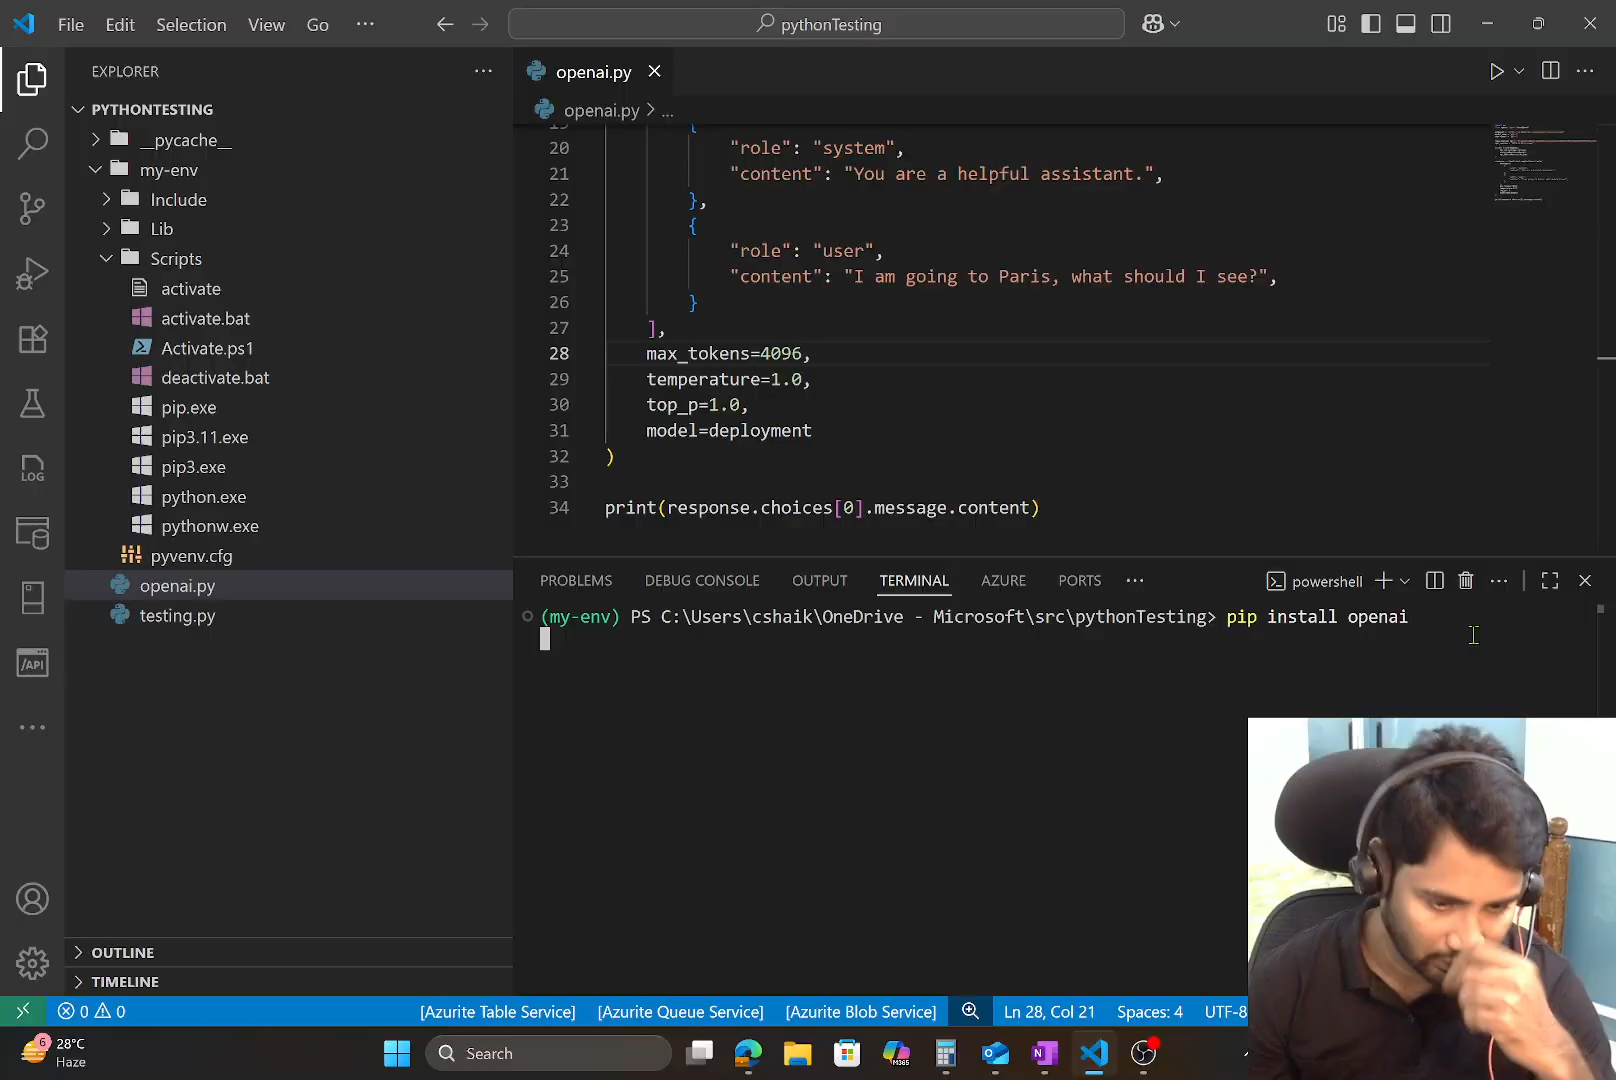 File Edit Selection View Go ··· pythonTesting
EXPLORER ···
openai.py
PYTHONTESTING
openai.py > ...
__pycache__
19 {
20 "role": "system",
my-env
21 "content": "You are a helpful assistant.",
Include
22 },
Lib
23 {
24 "role": "user",
Scripts
25 "content": "I am going to Paris, what should I see?",
activate
26 }
activate.bat
27 ],
Activate.ps1
28 max_tokens=4096,
deactivate.bat
29 temperature=1.0,
pip.exe
30 top_p=1.0,
pip3.11.exe
31 model=deployment
32 )
pip3.exe
33
python.exe
34 print(response.choices[0].message.content)
pythonw.exe
pyvenv.cfg
openai.py
PROBLEMS DEBUG CONSOLE OUTPUT TERMINAL AZURE PORTS ··· powershell ···
testing.py
(my-env) PS C:\Users\cshaik\OneDrive - Microsoft\src\pythonTesting> pip install openai
LOG
/API
OUTLINE
TIMELINE
0 0 [Azurite Table Service] [Azurite Queue Service] [Azurite Blob Service] Ln 28, Col 21 Spaces: 4 UTF-8
6 28°C
Haze
Search
M365